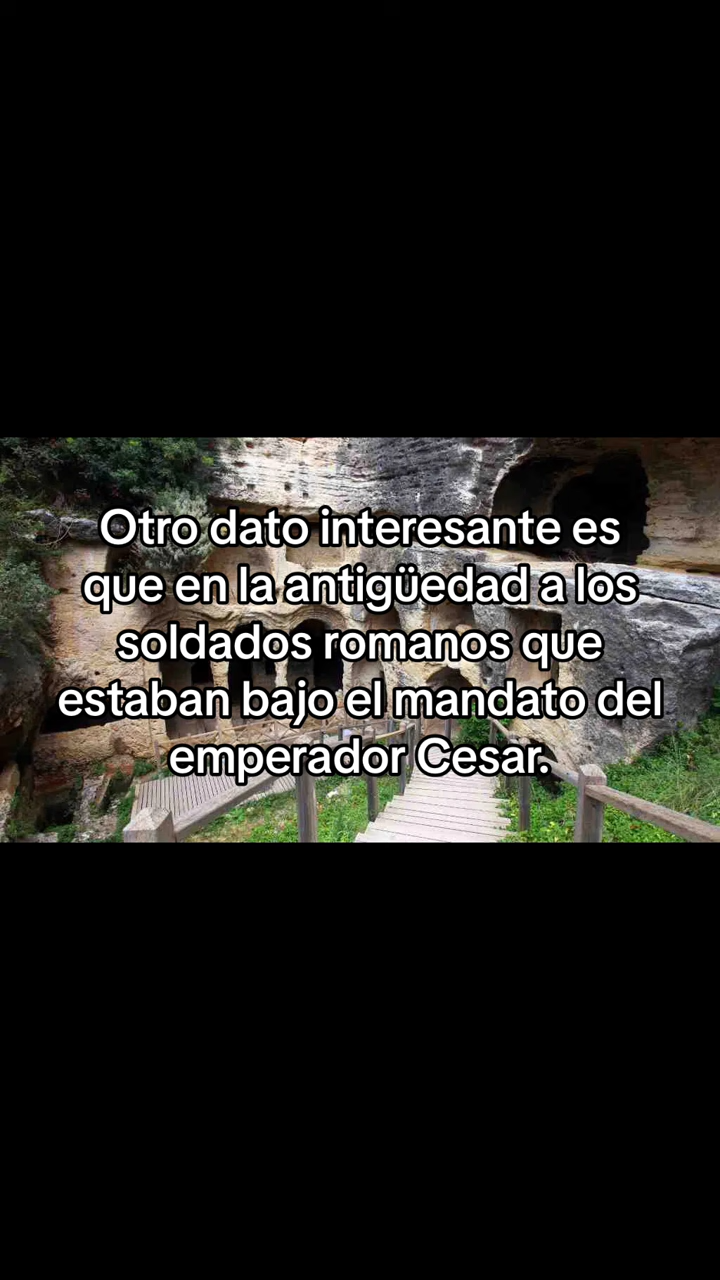 Otro dato interesante es
que en la antigüedad a los
soldados romanos que
estaban bajo el mandato del
emperador Cesar.